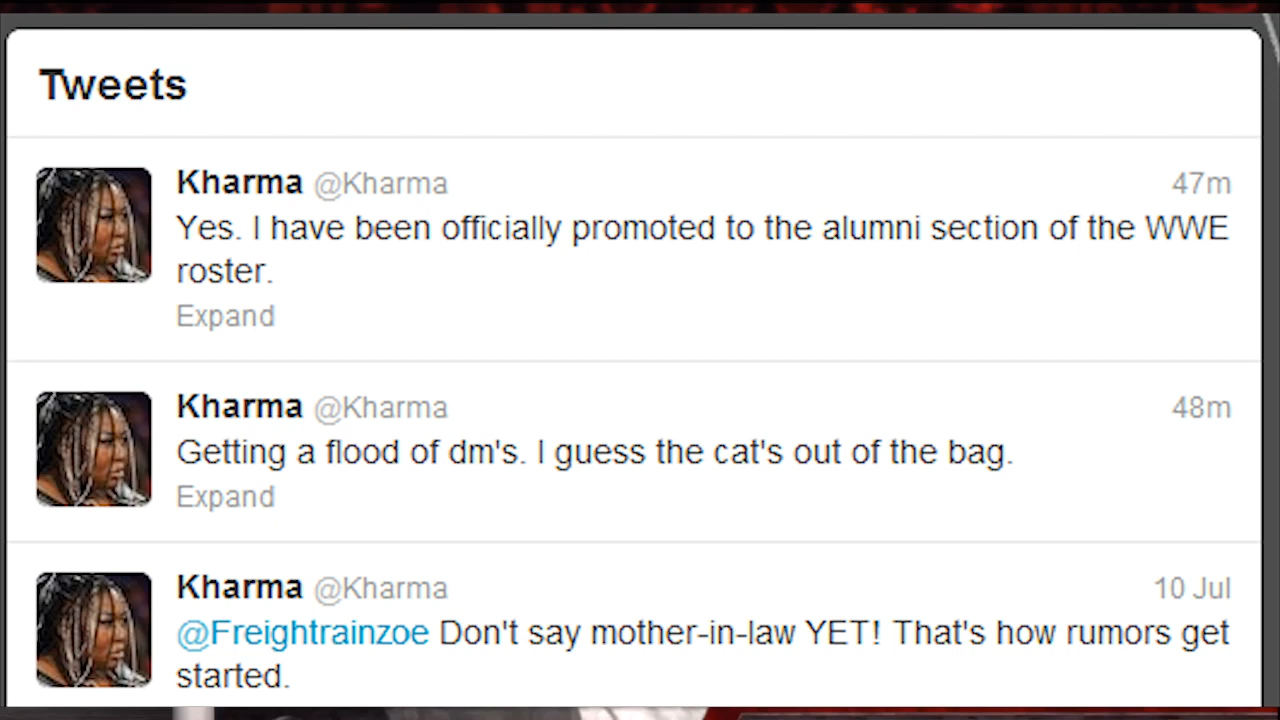 Tweets
Kharma @Kharma 47m
Yes. I have been officially promoted to the alumni section of the WWE
roster.
Expand
Kharma @Kharma 48m
Getting a flood of dm's. I guess the cat's out of the bag.
Expand
Kharma @Kharma 10 Jul
@Freightrainzoe Don't say mother-in-law YET! That's how rumors get
started.